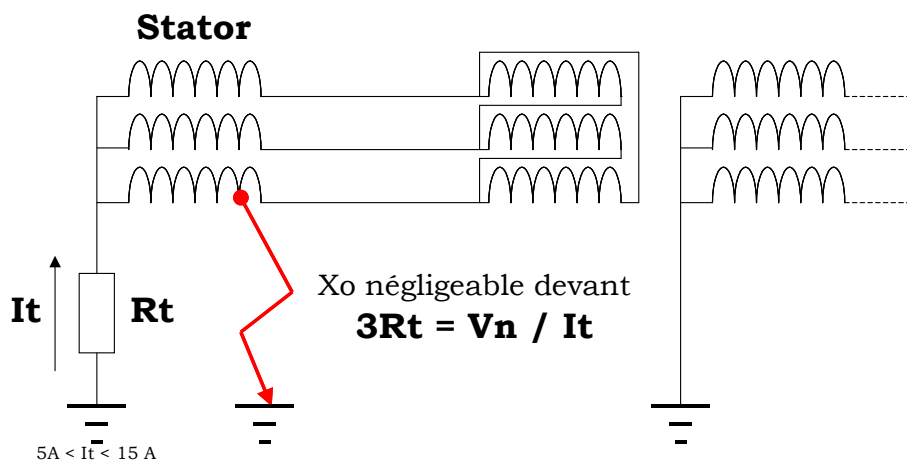 Stator
It
Rt
Xo négligeable devant
3Rt = Vn / It
5A < It < 15 A